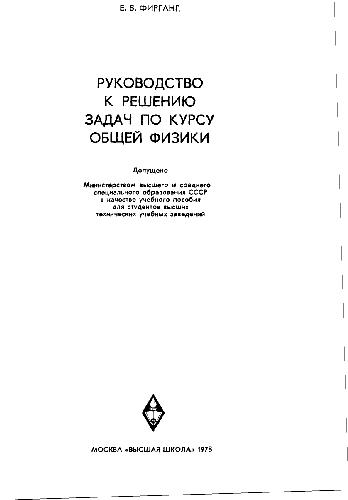 Е. В. ФИРГАНГ
РУКОВОДСТВО
К РЕШЕНИЮ
ЗАДАЧ ПО КУРСУ
ОБЩЕЙ ФИЗИКИ
Допущено
Министерством высшего и среднего
специального образования СССР
в качестве учебного пособия
для студентов высших
технических учебных заведений
МОСКВА «ВЫСШАЯ ШКОЛА» 1978